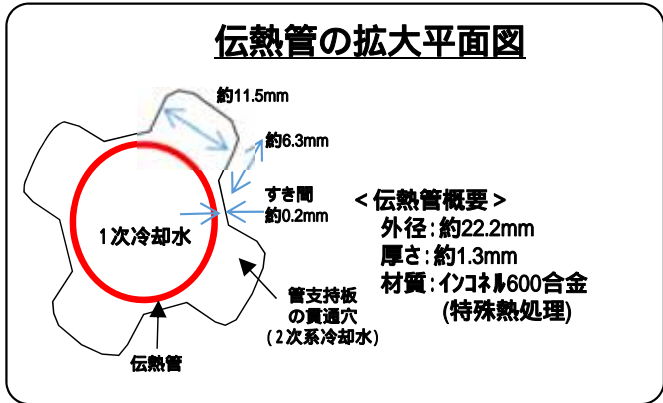 伝熱管の拡大平面図
約11.5mm
約6.3mm
すき間
約0.2mm
1次冷却水
管支持板
の貫通穴
(2次系冷却水)
伝熱管
<伝熱管概要>
外径:約22.2mm
厚さ:約1.3mm
材質:インコネル600合金
(特殊熱処理)